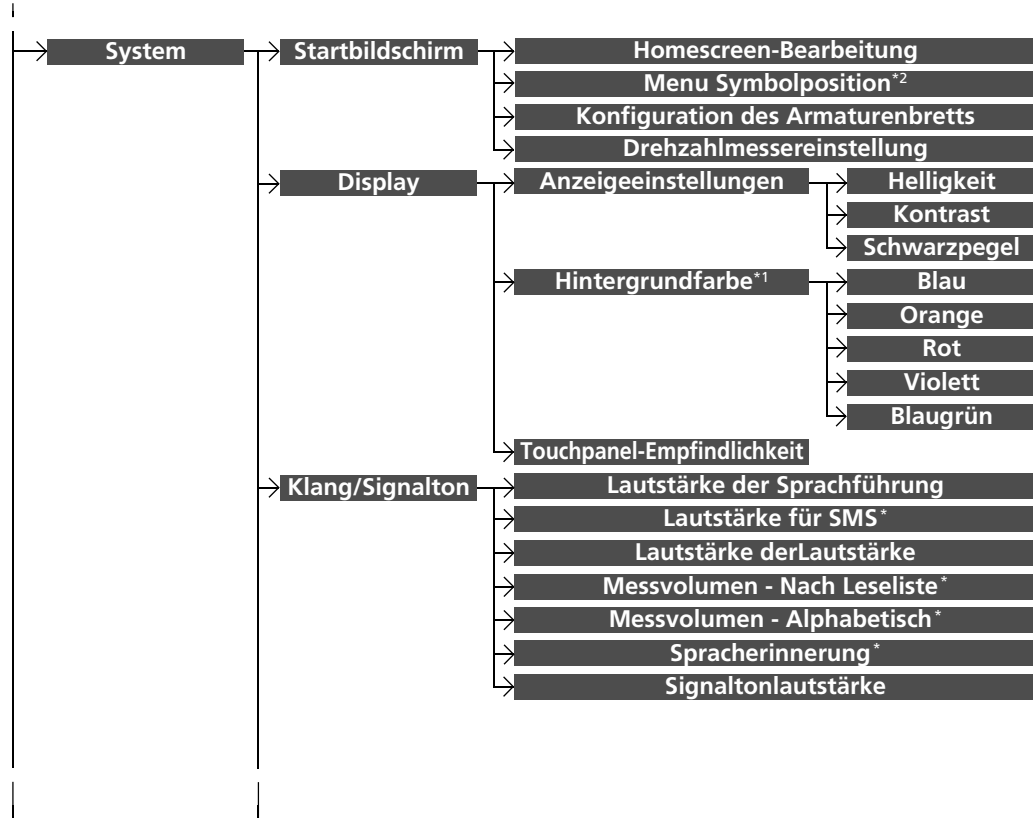 System
Startbildschirm
Homescreen-Bearbeitung
Menu Symbolposition*2
Konfiguration des Armaturenbretts
Drehzahlmessereinstellung
Display
Anzeigeeinstellungen
Helligkeit
Kontrast
Schwarzpegel
Hintergrundfarbe*1
Blau
Orange
Rot
Violett
Blaugrün
Touchpanel-Empfindlichkeit
Klang/Signalton
Lautstärke der Sprachführung
Lautstärke für SMS*
Lautstärke derLautstärke
Messvolumen - Nach Leseliste*
Messvolumen - Alphabetisch*
Spracherinnerung*
Signaltonlautstärke